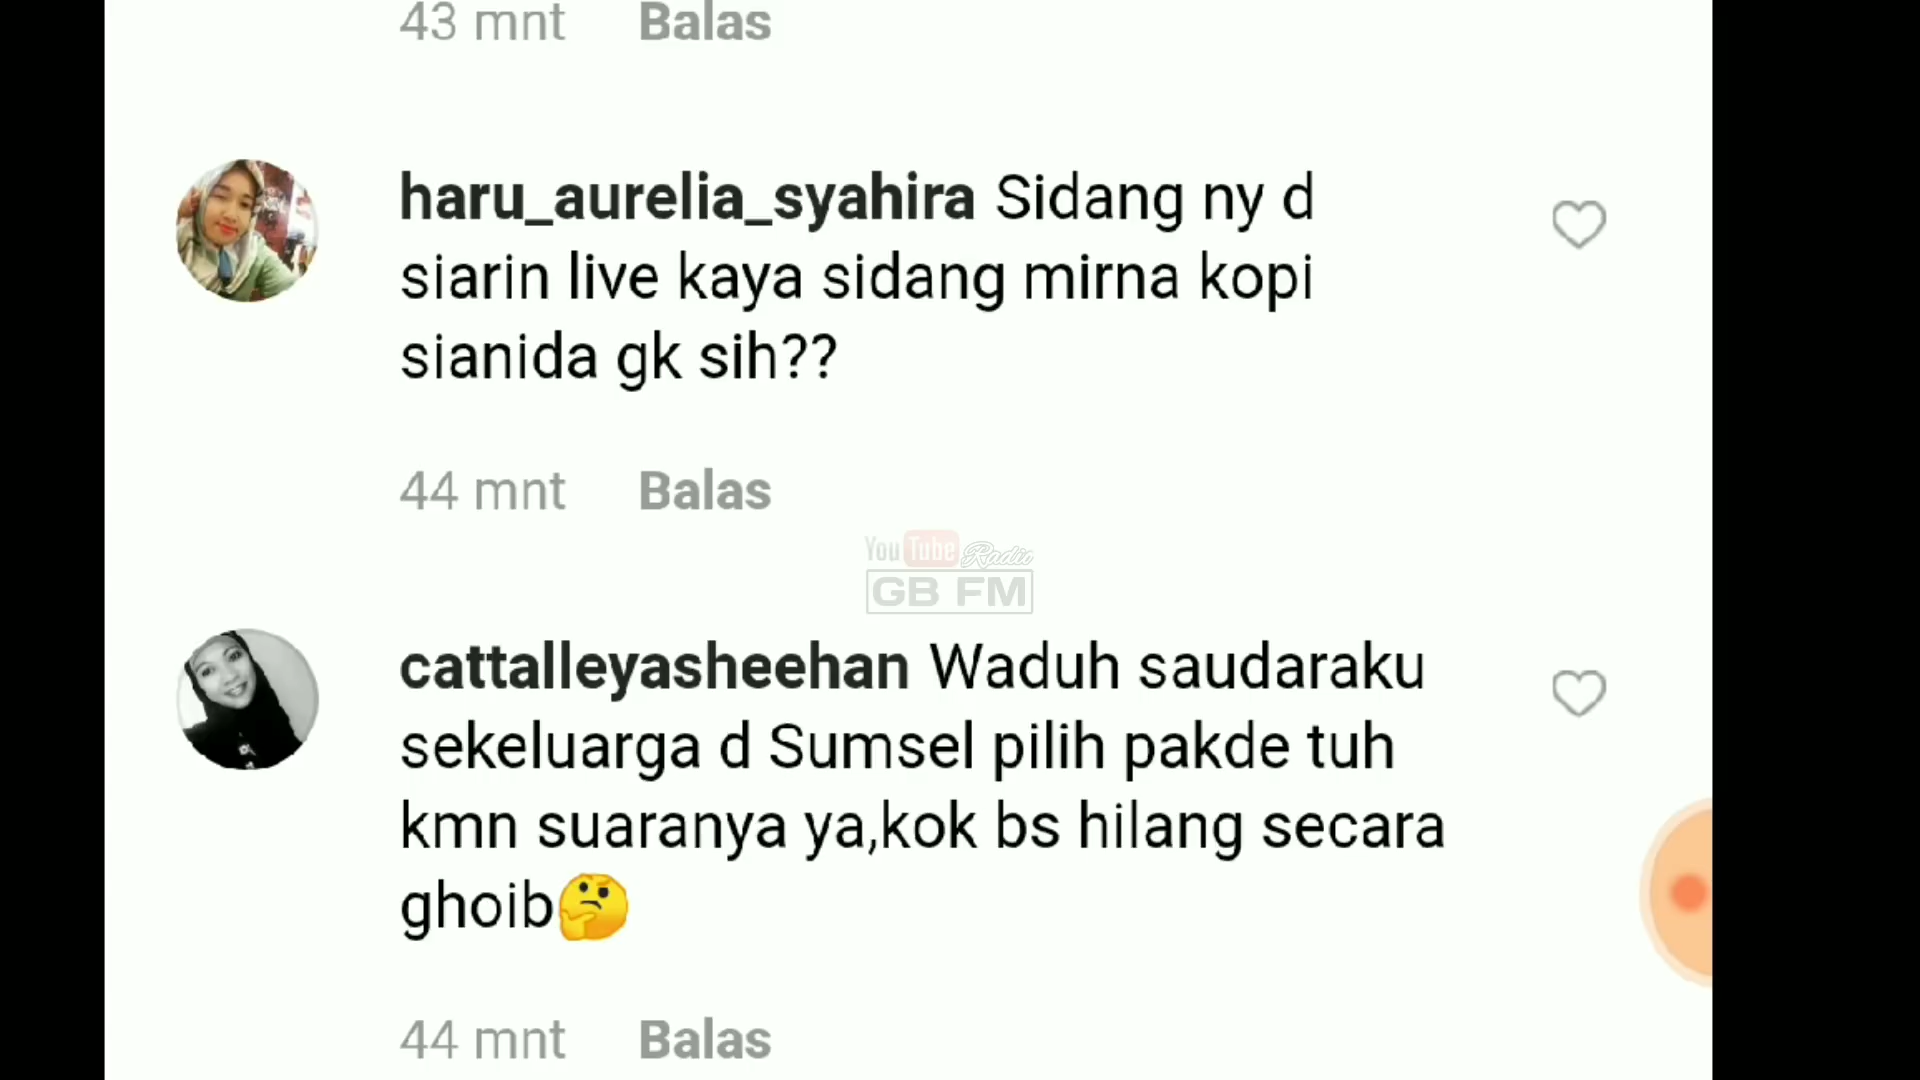 43 mnt Balas
haru_aurelia_syahira Sidang ny d
siarin live kaya sidang mirna kopi
sianida gk sih??
44 mnt Balas
YouTube Radio
GB FM
cattalleyasheehan Waduh saudaraku
sekeluarga d Sumsel pilih pakde tuh
kmn suaranya ya,kok bs hilang secara
ghoib🤔
44 mnt Balas